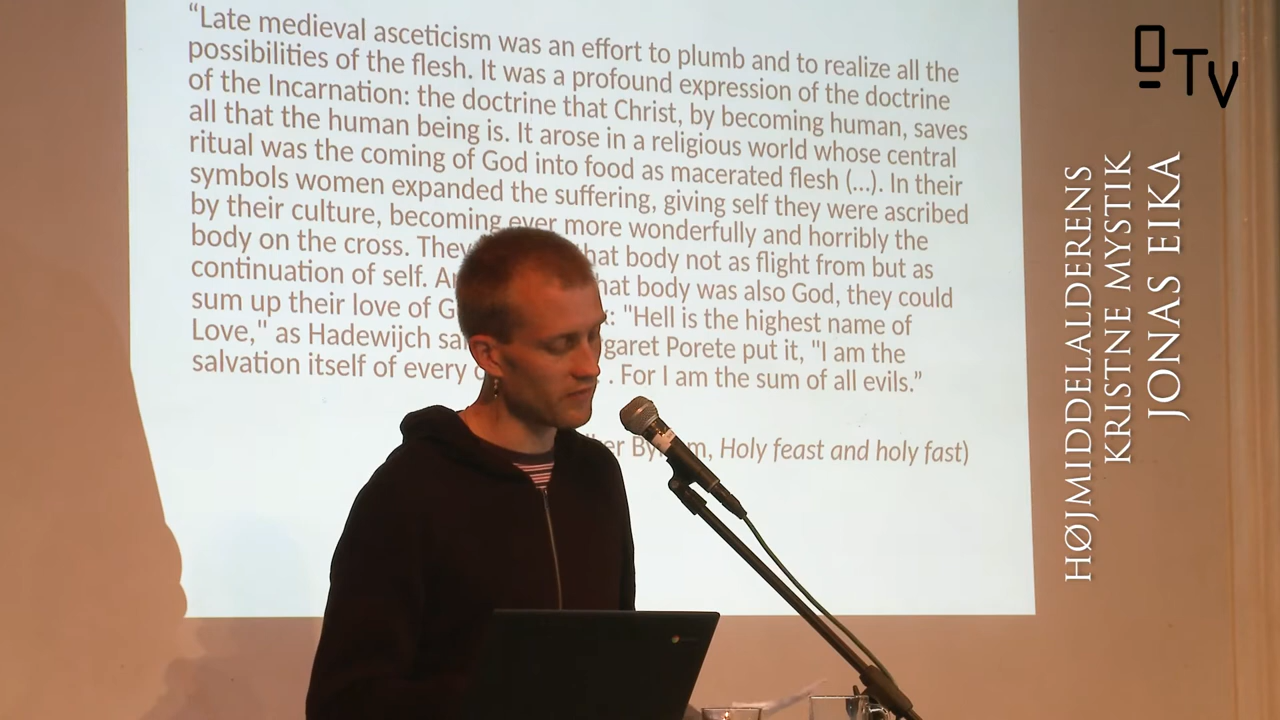 “Late medieval asceticism was an effort to plumb and to realize all the
possibilities of the flesh. It was a profound expression of the doctrine
of the Incarnation: the doctrine that Christ, by becoming human, saves
all that the human being is. It arose in a religious world whose central
ritual was the coming of God into food as macerated flesh (...). In their
symbols women expanded the suffering, giving self they were ascribed
by their culture, becoming ever more wonderfully and horribly the
body on the cross. They hat body not as flight from but as
continuation of self. hat body was also God, they could
sum up their love of : "Hell is the highest name of
Love," as Hadewijch garet Porete put it, "I am the
salvation itself of every . For I am the sum of all evils.”
Holy feast and holy fast)
OTV
HØJMIDDELALDERENS
KRISTNE MYSTIK
JONAS EIKA